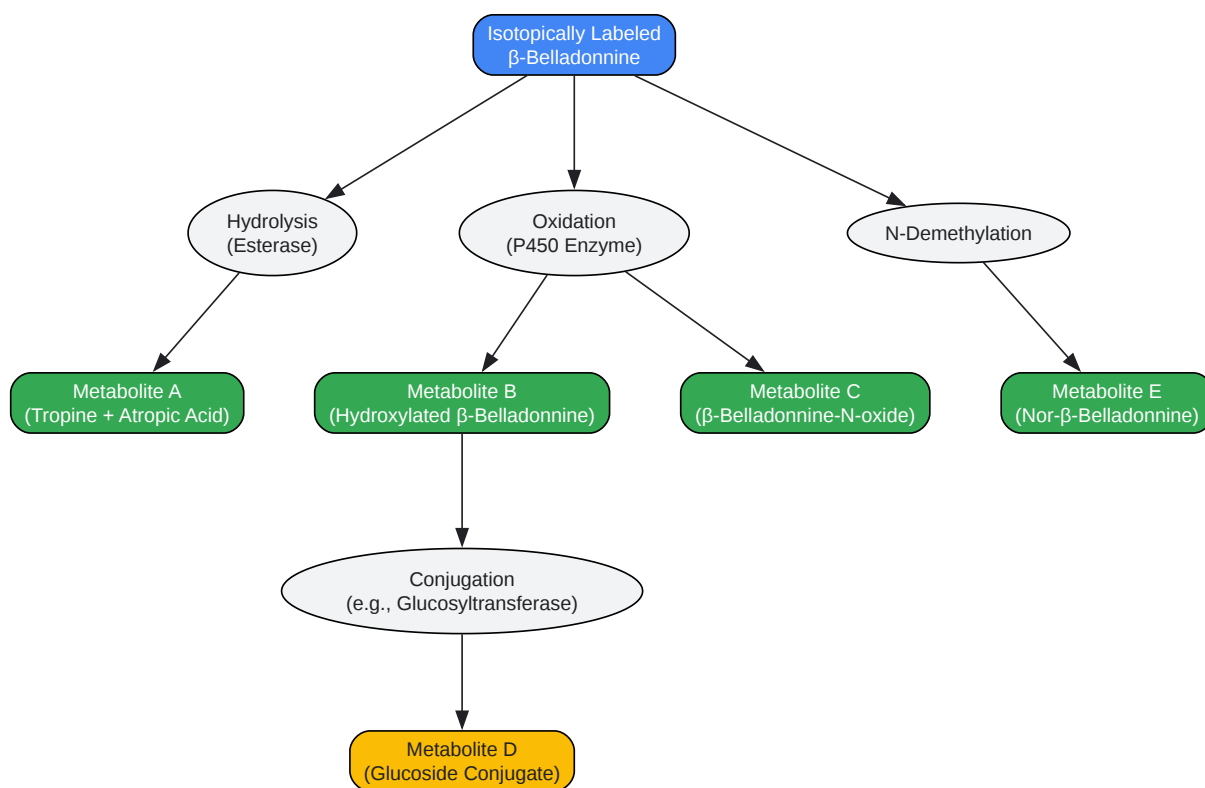 Isotopically Labeled
β-Belladonnine
Hydrolysis
(Esterase)
Oxidation
(P450 Enzyme)
N-Demethylation
Metabolite A
(Tropine + Atropic Acid)
Metabolite B
(Hydroxylated β-Belladonnine)
Metabolite C
(β-Belladonnine-N-oxide)
Metabolite E
(Nor-β-Belladonnine)
Conjugation
(e.g., Glucosyltransferase)
Metabolite D
(Glucoside Conjugate)